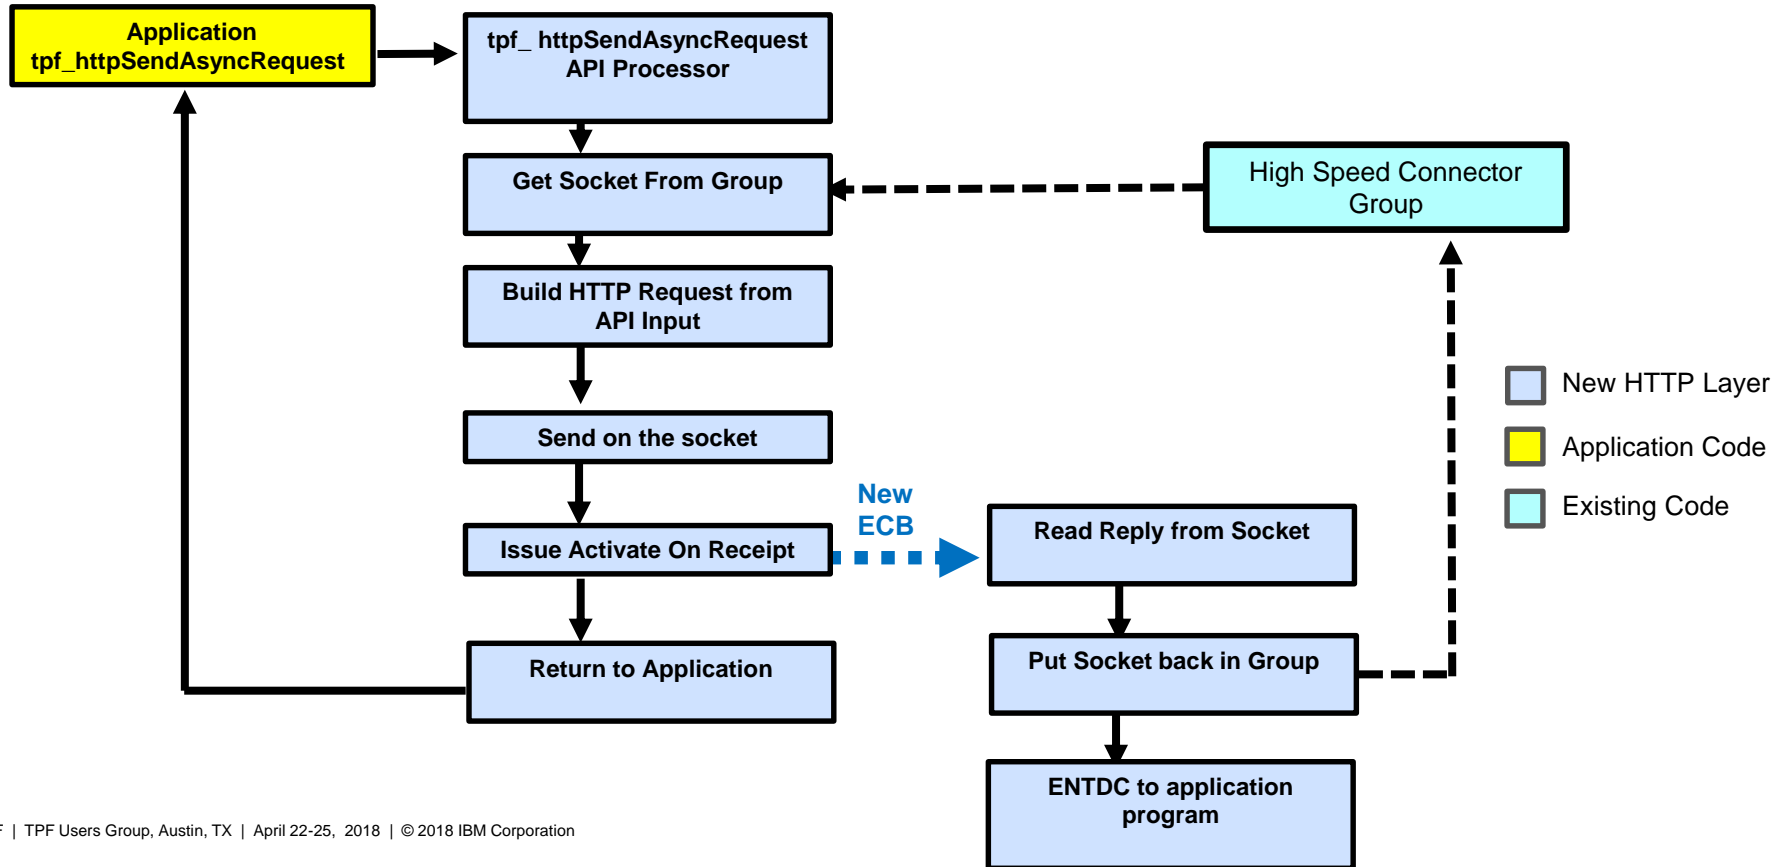 Application
tpf_httpSendAsyncRequest
tpf_ httpSendAsyncRequest
API Processor
Get Socket From Group
High Speed Connector
Group
Build HTTP Request from
API Input
New HTTP Layer
Application Code
Existing Code
Send on the socket
New
ECB
Issue Activate On Receipt
Read Reply from Socket
Return to Application
Put Socket back in Group
ENTDC to application
program
| TPF Users Group, Austin, TX | April 22-25, 2018 | © 2018 IBM Corporation